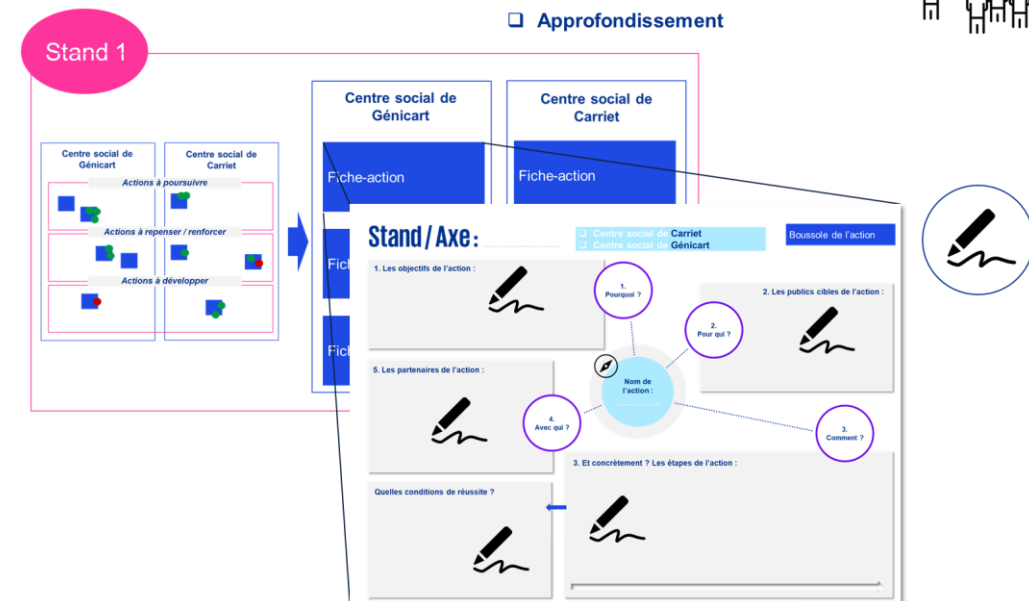 ❑ Approfondissement
Stand 1
Centre social de
Génicart
Centre social de
Carriet
Centre social de
Génicart
Centre social de
Carriet
Actions à poursuivre
Actions à repenser / renforcer
Actions à développer
Fiche-action
Fiche-action
Fich
Fich
Stand / Axe :
❑ Centre social de Carriet
❑ Centre social de Génicart
Boussole de l'action
1. Les objectifs de l'action :
1.
Pourquoi ?
2. Les publics cibles de l'action :
2.
Pour qui ?
5. Les partenaires de l'action :
Nom de
l'action :
4.
Avec qui ?
3.
Comment ?
3. Et concrètement ? Les étapes de l'action :
Quelles conditions de réussite ?